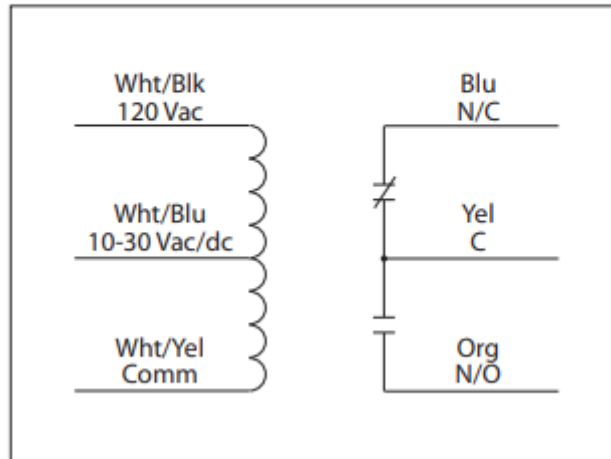 Wht/Blk
120 Vac
Blu
N/C
Wht/Blu
10-30 Vac/dc
Yel
C
Wht/Yel
Comm
Org
N/O